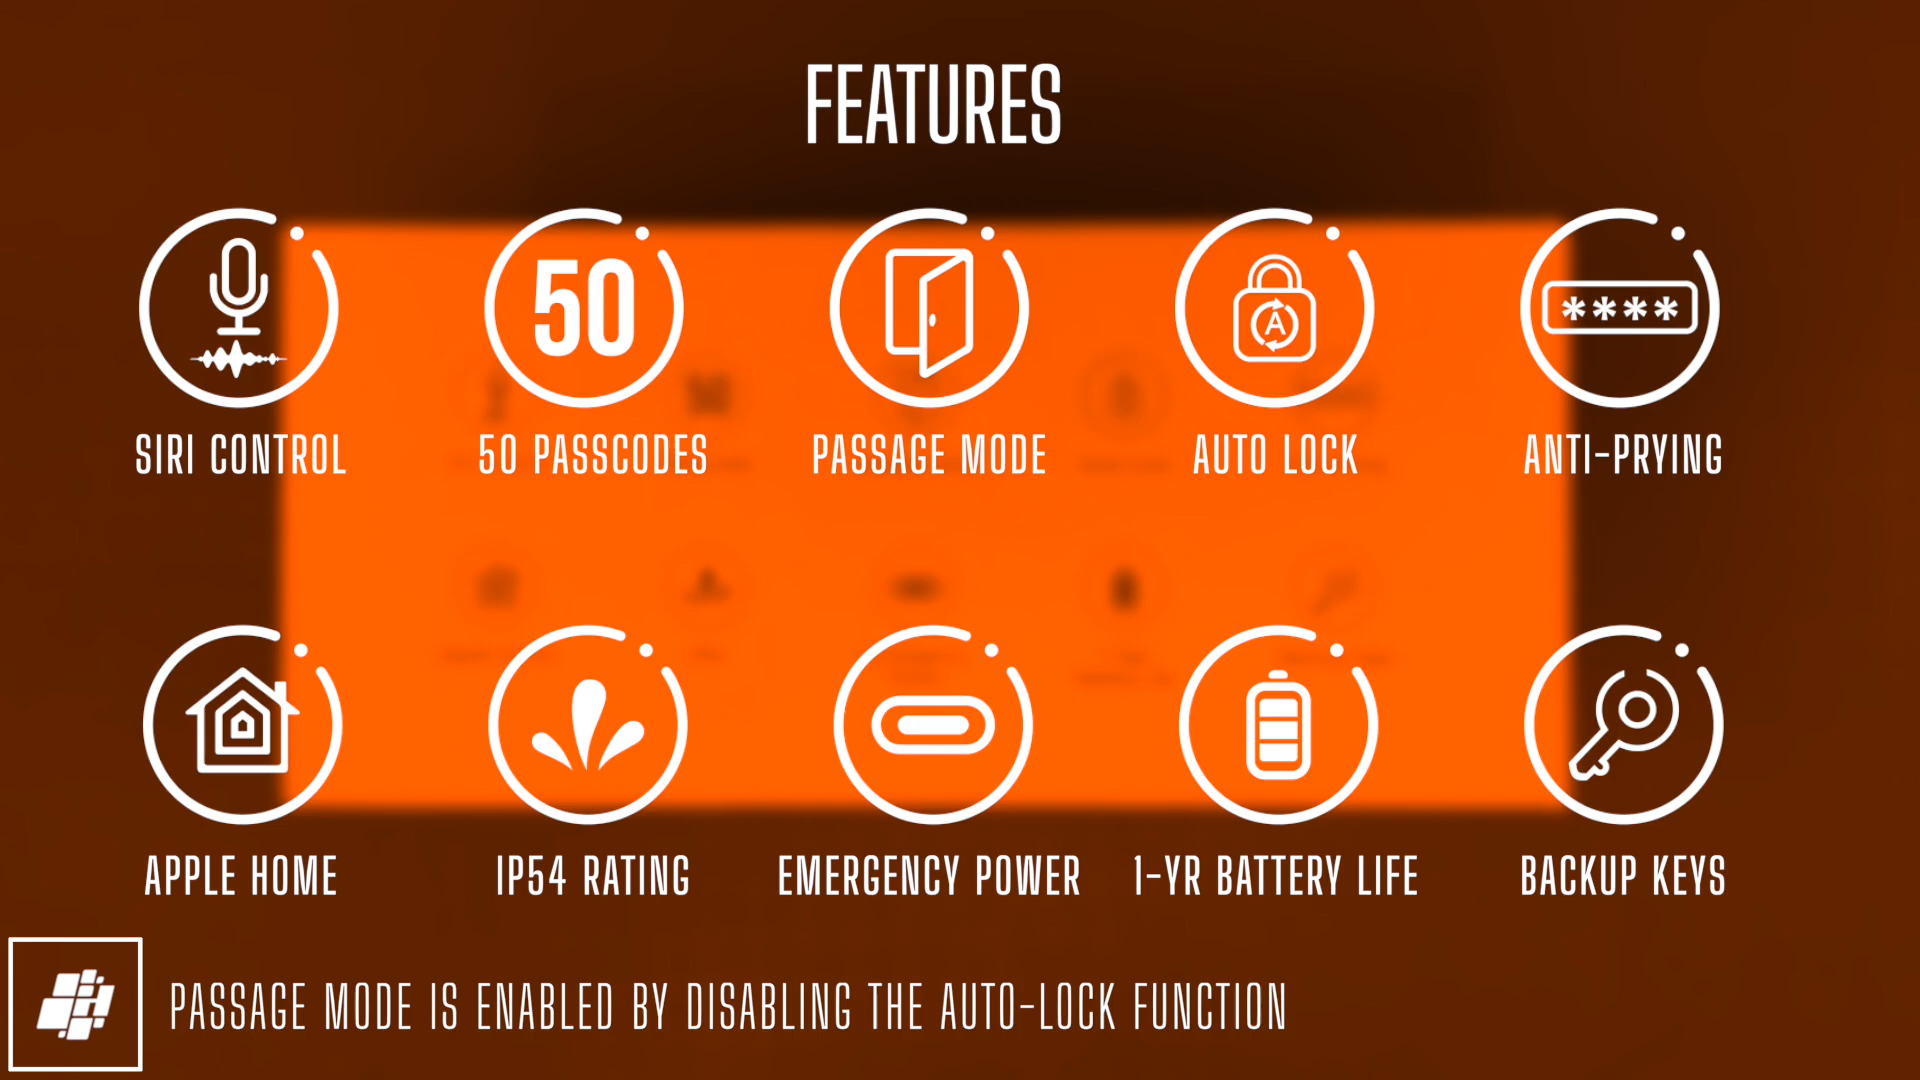 FEATURES
50
A
****
SIRI CONTROL
50 PASSCODES
PASSAGE MODE
AUTO LOCK
ANTI-PRYING
APPLE HOME
IP54 RATING
EMERGENCY POWER
1-YR BATTERY LIFE
BACKUP KEYS
PASSAGE MODE IS ENABLED BY DISABLING THE AUTO-LOCK FUNCTION